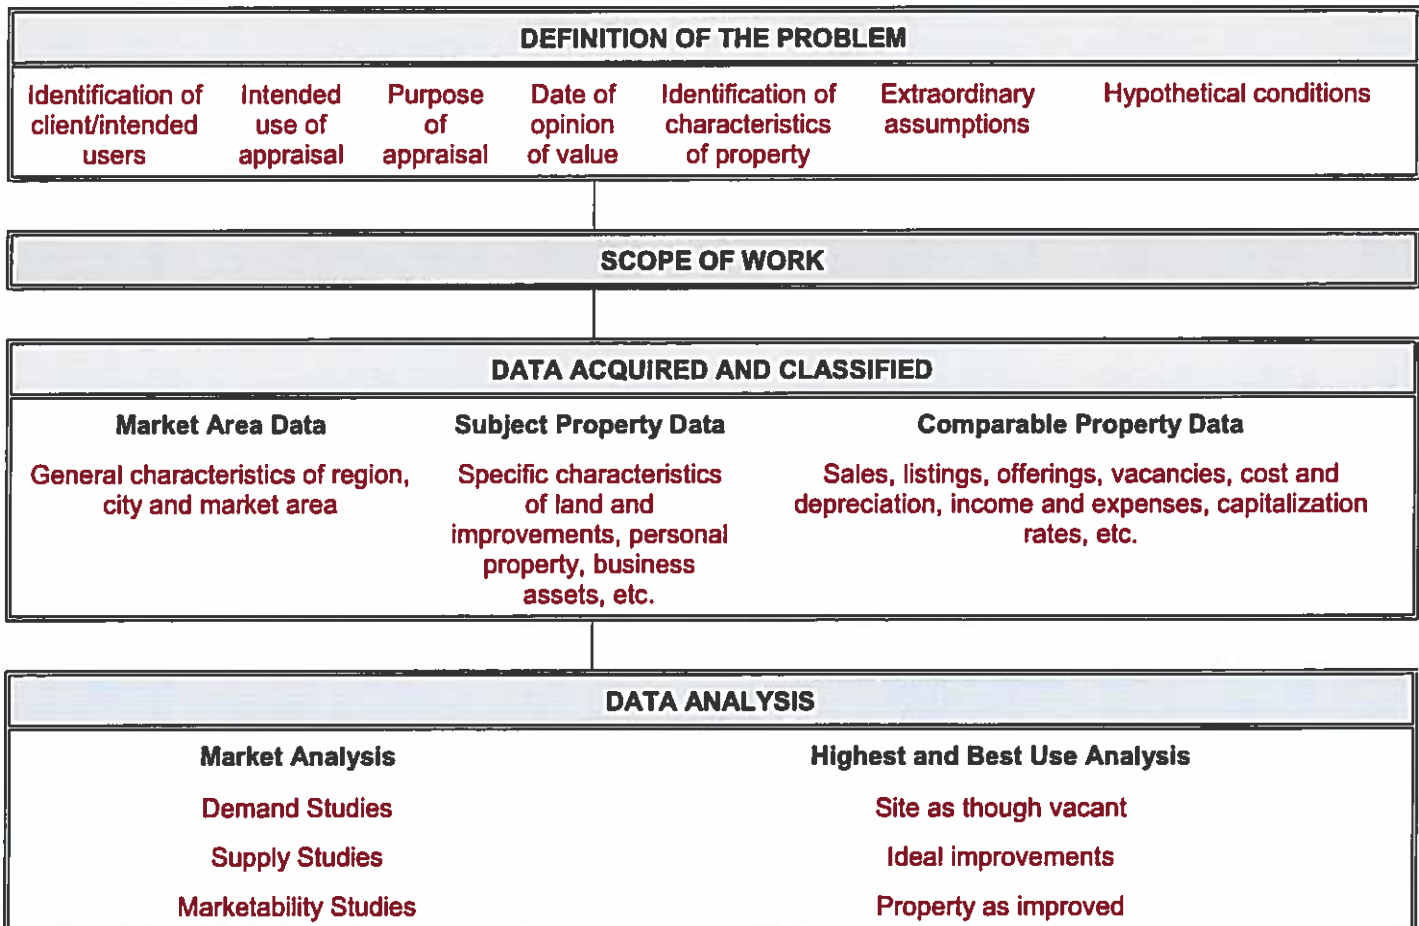 DEFINITION OF THE PROBLEM
Identification of client/intended users
Intended use of appraisal
Purpose of appraisal
Date of opinion of value
Identification of characteristics of property
Extraordinary assumptions
Hypothetical conditions
SCOPE OF WORK
DATA ACQUIRED AND CLASSIFIED
Market Area Data
General characteristics of region,
city and market area
Subject Property Data
Specific characteristics
of land and
improvements, personal
property, business
assets, etc.
Comparable Property Data
Sales, listings, offerings, vacancies, cost and
depreciation, income and expenses, capitalization
rates, etc.
DATA ANALYSIS
Market Analysis
Demand Studies
Supply Studies
Marketability Studies
Highest and Best Use Analysis
Site as though vacant
Ideal improvements
Property as improved